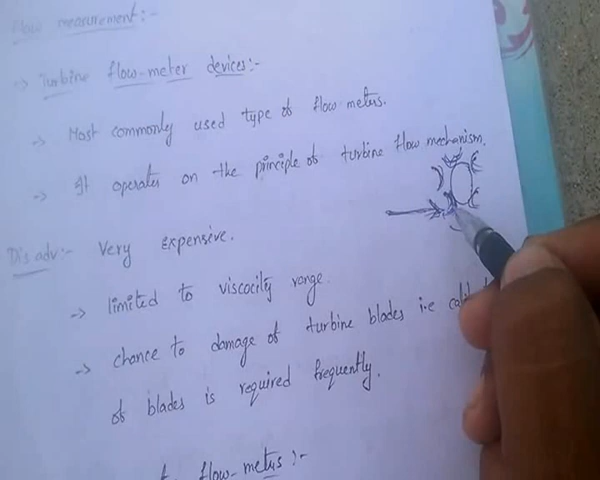 Flow measurement:-
-> Turbine flow-meter devices:-
-> Most commonly used type of flow meters.
-> It operates on the principle of turbine flow mechanism.
Dis adv:- Very expensive.
-> limited to viscocity range.
-> chance to damage of turbine blades i.e
of blades is required frequently.
flow-meters:-